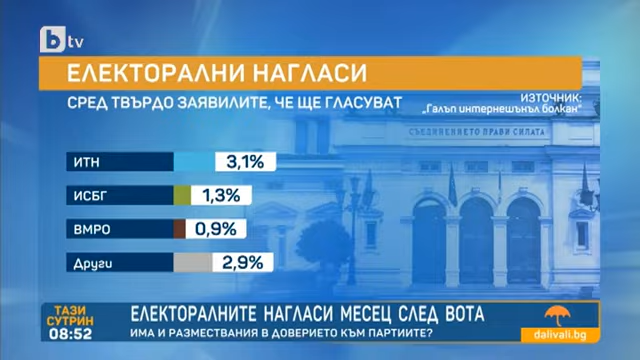 btv
ЕЛЕКТОРАЛНИ НАГЛАСИ
СРЕД ТВЪРДО ЗАЯВИЛИТЕ, ЧЕ ЩЕ ГЛАСУВАТ
ИЗТОЧНИК:
„Галъп интернешънъл болкан“
СЪЕДИНЕНИЕТО ПРАВИ СИЛАТА
ИТН 3,1%
ИСБГ 1,3%
ВМРО 0,9%
Други 2,9%
ТАЗИ
СУТРИН
08:52
ЕЛЕКТОРАЛНИТЕ НАГЛАСИ МЕСЕЦ СЛЕД ВОТА
ИМА И РАЗМЕСТВАНИЯ В ДОВЕРИЕТО КЪМ ПАРТИИТЕ?
dalivali.bg